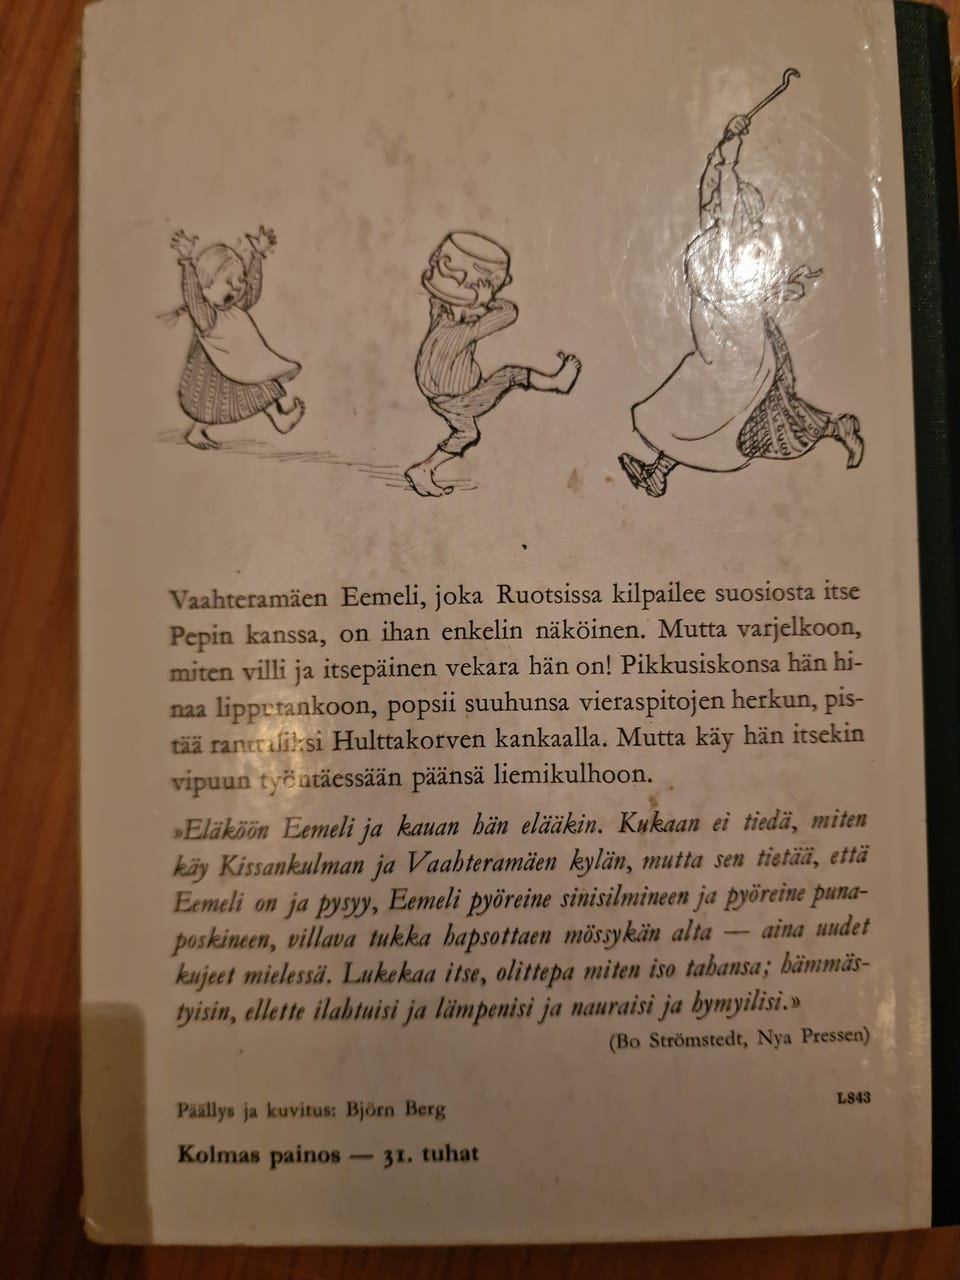 Vaahteramäen Eemeli, joka Ruotsissa kilpailee suosiosta itse
Pepin kanssa, on ihan enkelin näköinen. Mutta varjelkoon,
miten villi ja itsepäinen vekara hän on! Pikkusiskonsa hän hi-
naa lipputankoon, popsii suuhunsa vieraspitojen herkun, pis-
tää ranttaliksi Hulttakorven kankaalla. Mutta käy hän itsekin
vipuun työntäessään päänsä liemikulhoon.
»Eläköön Eemeli ja kauan hän elääkin. Kukaan ei tiedä, miten
käy Kissankulman ja Vaahteramäen kylän, mutta sen tietää, että
Eemeli on ja pysyy, Eemeli pyöreine sinisilmineen ja pyöreine puna-
poskineen, villava tukka hapsottaen mössykän alta — aina uudet
kujeet mielessä. Lukekaa itse, olittepa miten iso tahansa; hämmäs-
tyisin, ellette ilahtuisi ja lämpenisi ja nauraisi ja hymyilisi.»
(Bo Strömstedt, Nya Pressen)
L843
Päällys ja kuvitus: Björn Berg
Kolmas painos — 31. tuhat